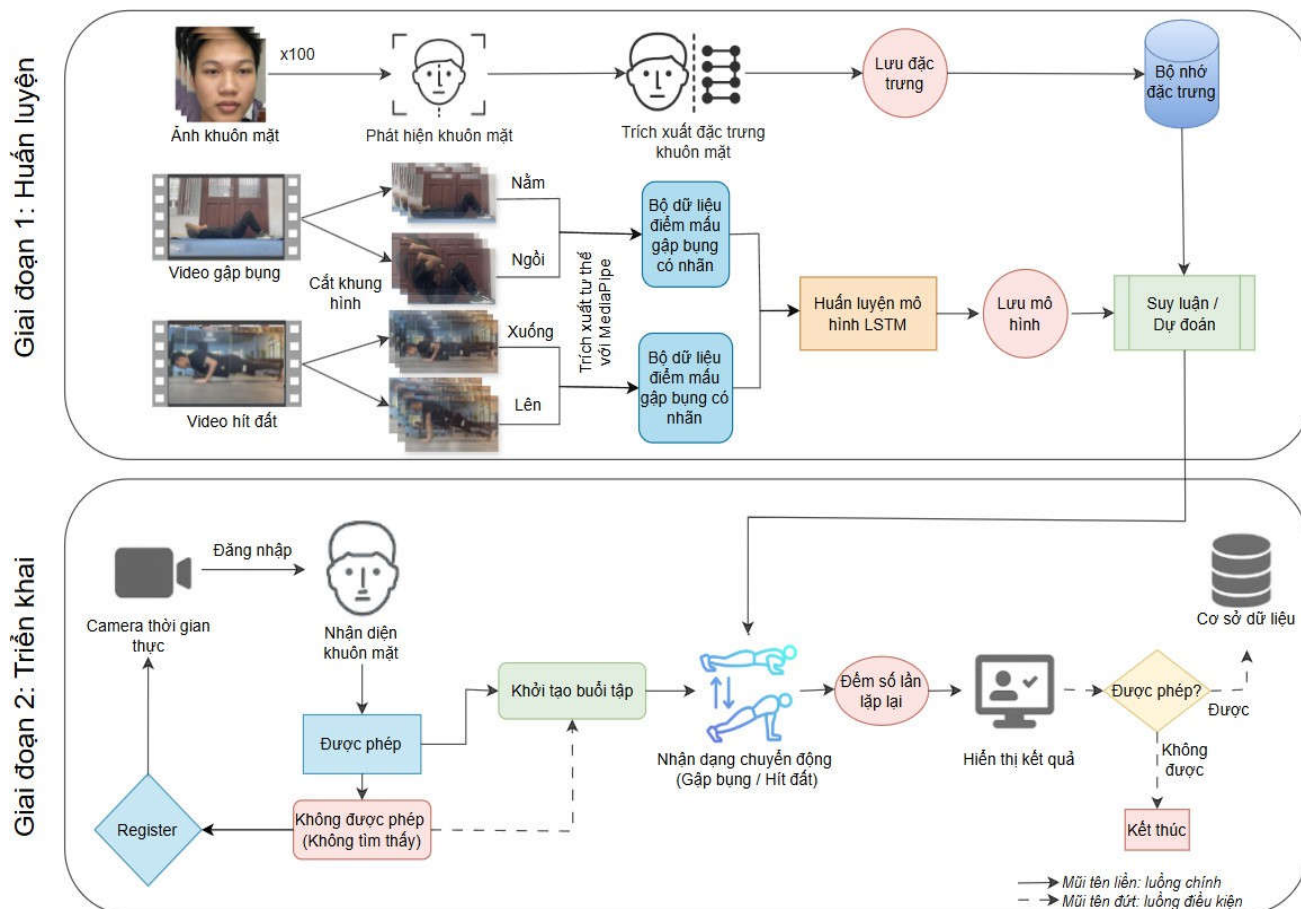 Giai đoạn 1: Huấn luyện
x100
Ảnh khuôn mặt
Phát hiện khuôn mặt
Trích xuất đặc trưng
khuôn mặt
Lưu đặc
trưng
Bộ nhớ
đặc trưng
Video gập bụng
Cắt khung
hình
Nằm
Ngồi
Trích xuất tư thế
với MediaPipe
Bộ dữ liệu
điểm mấu
gập bụng
có nhãn
Video hít đất
Xuống
Lên
Bộ dữ liệu
điểm mấu
gập bụng có
nhãn
Huấn luyện mô
hình LSTM
Lưu mô
hình
Suy luận /
Dự đoán
Giai đoạn 2: Triển khai
Camera thời gian
thực
Đăng nhập
Nhận diện
khuôn mặt
Được phép
Không được phép
(Không tìm thấy)
Register
Khởi tạo buổi tập
Nhận dạng chuyển động
(Gập bụng / Hít đất)
Đếm số lần
lặp lại
Hiển thị kết quả
Được phép?
Được
Cơ sở dữ liệu
Không
được
Kết thúc
Mũi tên liền: luồng chính
Mũi tên đứt: luồng điều kiện